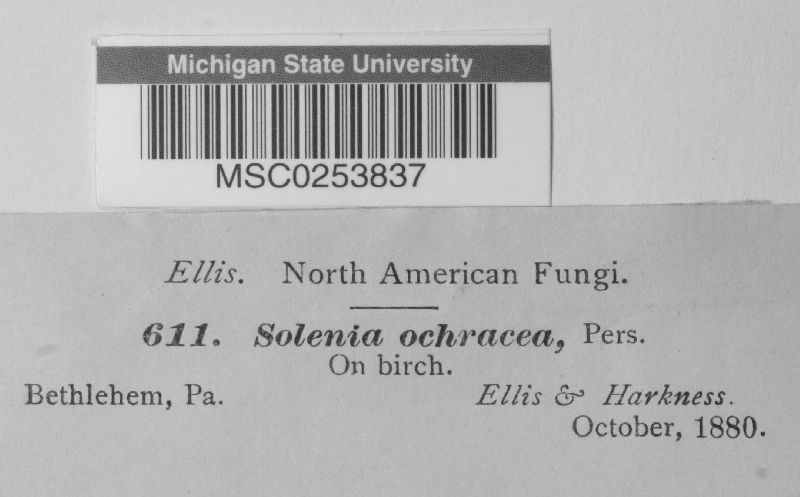 Michigan State University
MSC0253837
Ellis. North American Fungi.
611. Solenia ochracea, Pers.
On birch.
Bethlehem, Pa. Ellis & Harkness.
October, 1880.